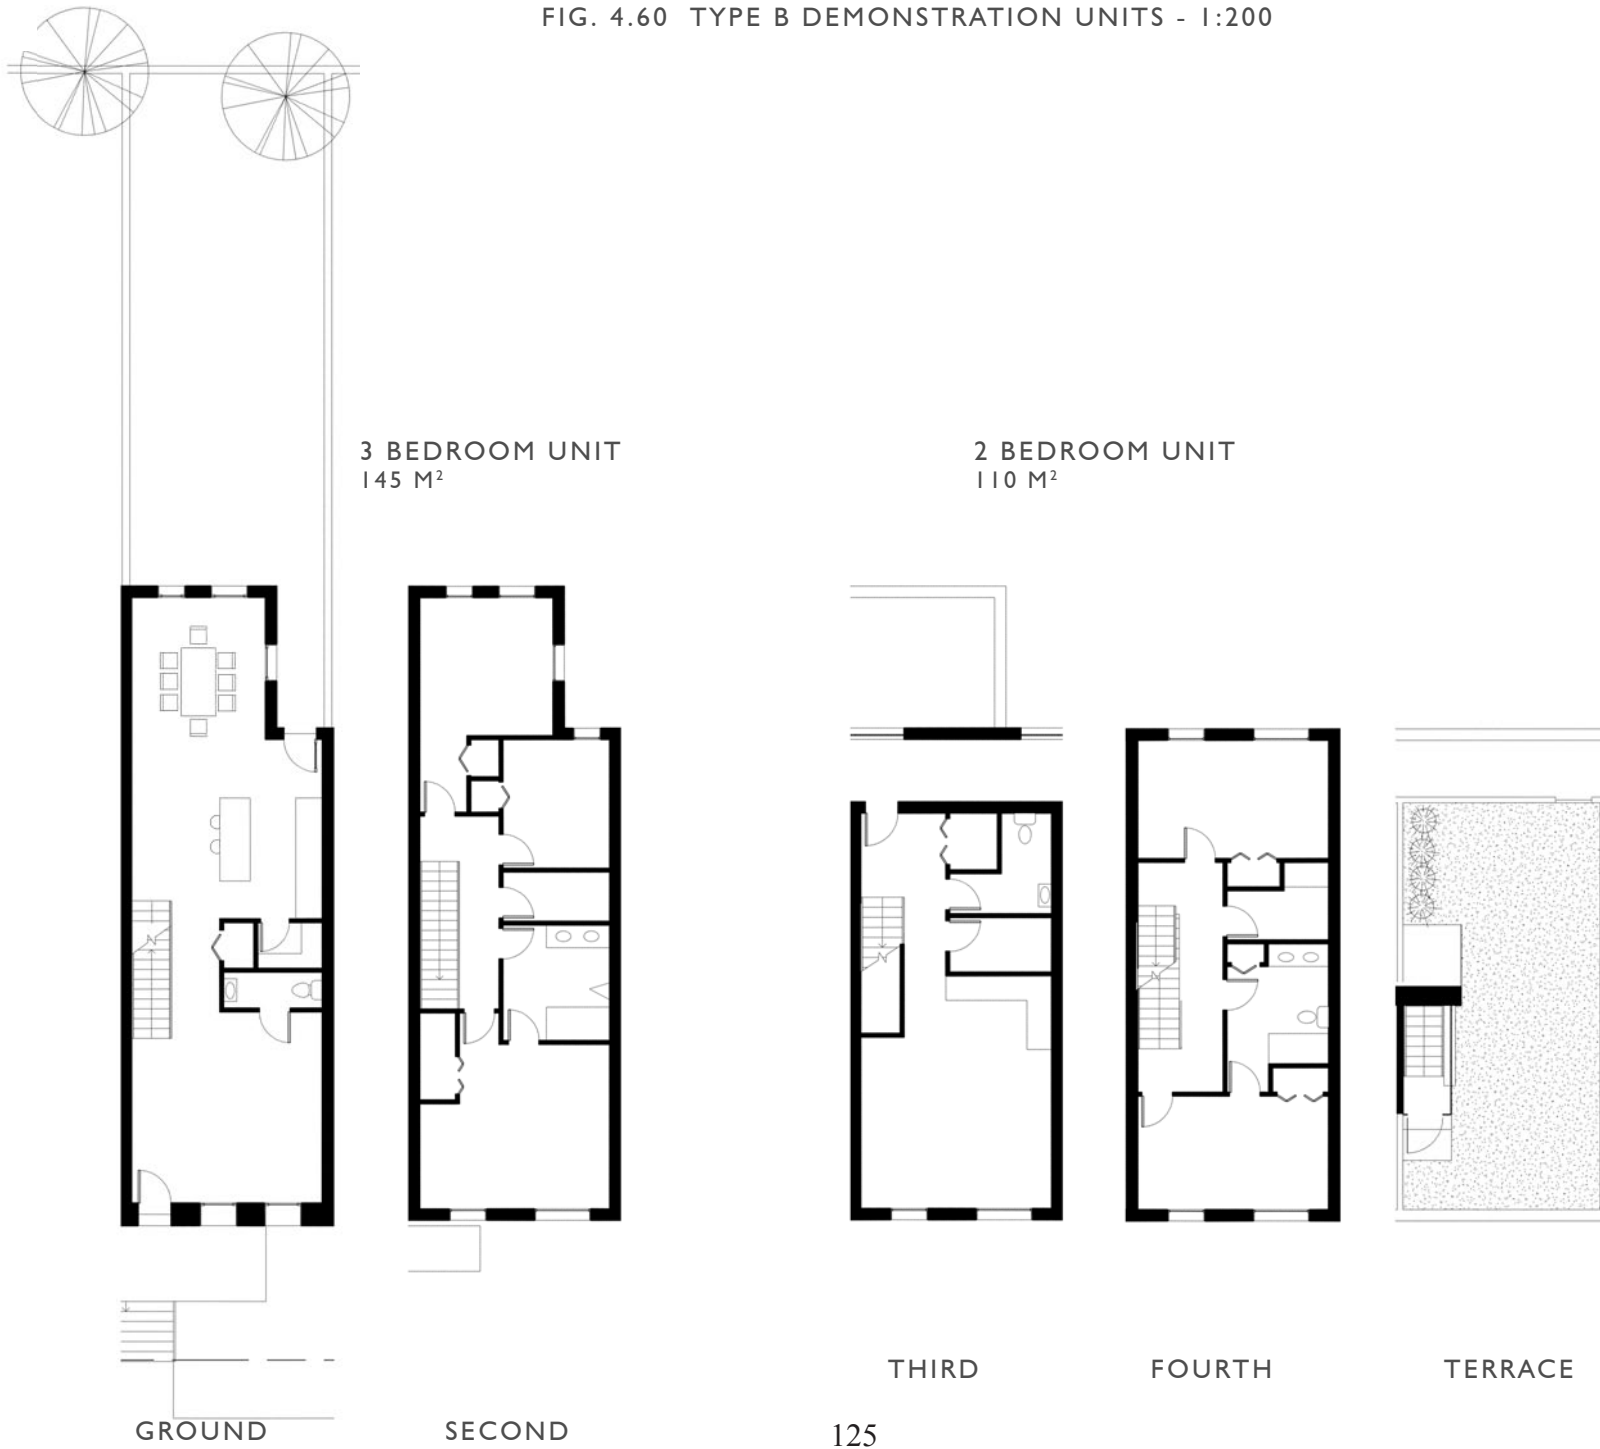 FIG. 4.60 TYPE B DEMONSTRATION UNITS - 1:200
3 BEDROOM UNIT
145 M²
2 BEDROOM UNIT
110 M²
THIRD
FOURTH
TERRACE
GROUND
SECOND
125